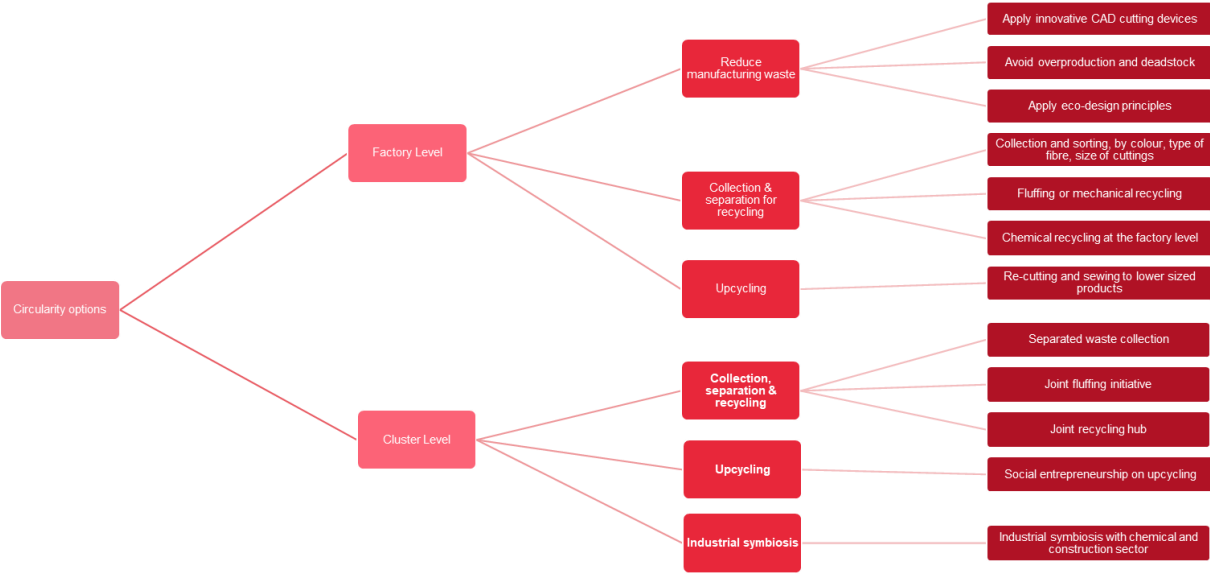 Circularity options
Factory Level
Reduce
manufacturing waste
Apply innovative CAD cutting devices
Avoid overproduction and deadstock
Apply eco-design principles
Collection &
separation for
recycling
Collection and sorting, by colour, type of
fibre, size of cuttings
Fluffing or mechanical recycling
Chemical recycling at the factory level
Upcycling
Re-cutting and sewing to lower sized
products
Cluster Level
Collection,
separation &
recycling
Separated waste collection
Joint fluffing initiative
Joint recycling hub
Upcycling
Social entrepreneurship on upcycling
Industrial symbiosis
Industrial symbiosis with chemical and
construction sector